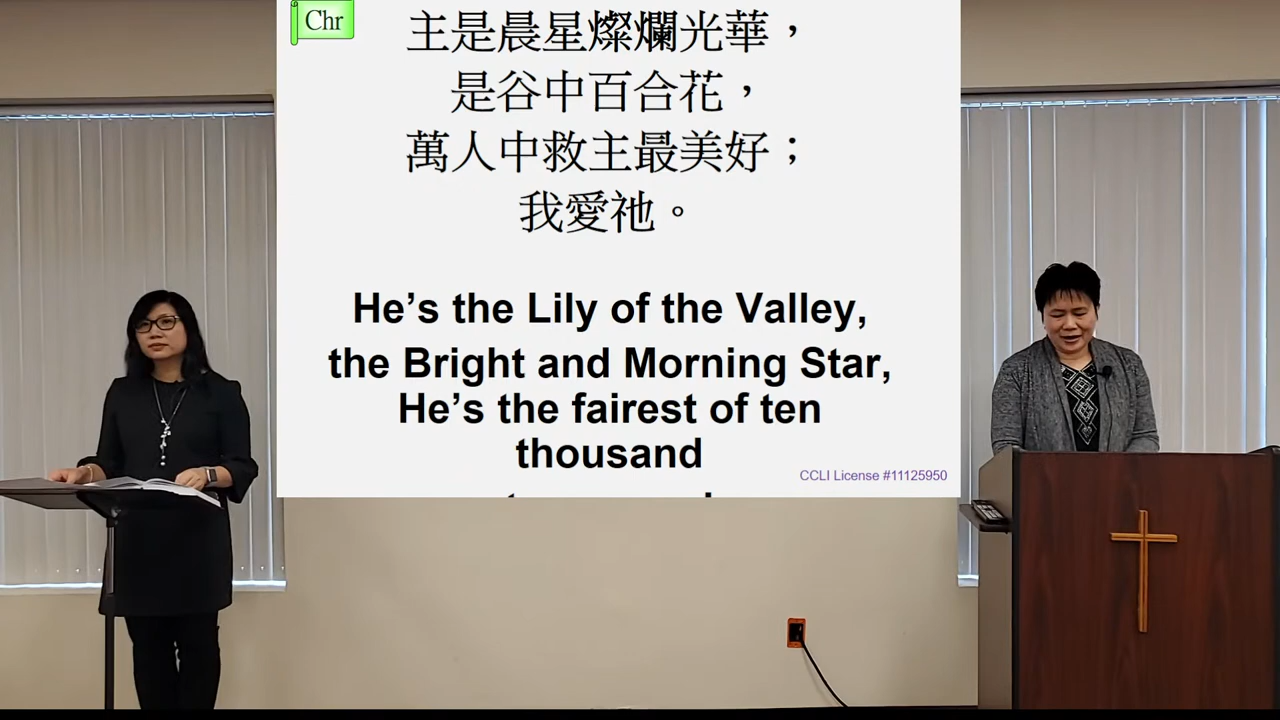 Chr
主是晨星燦爛光華，
是谷中百合花，
萬人中救主最美好；
我愛祂。
He’s the Lily of the Valley,
the Bright and Morning Star,
He’s the fairest of ten
thousand
CCLI License #11125950